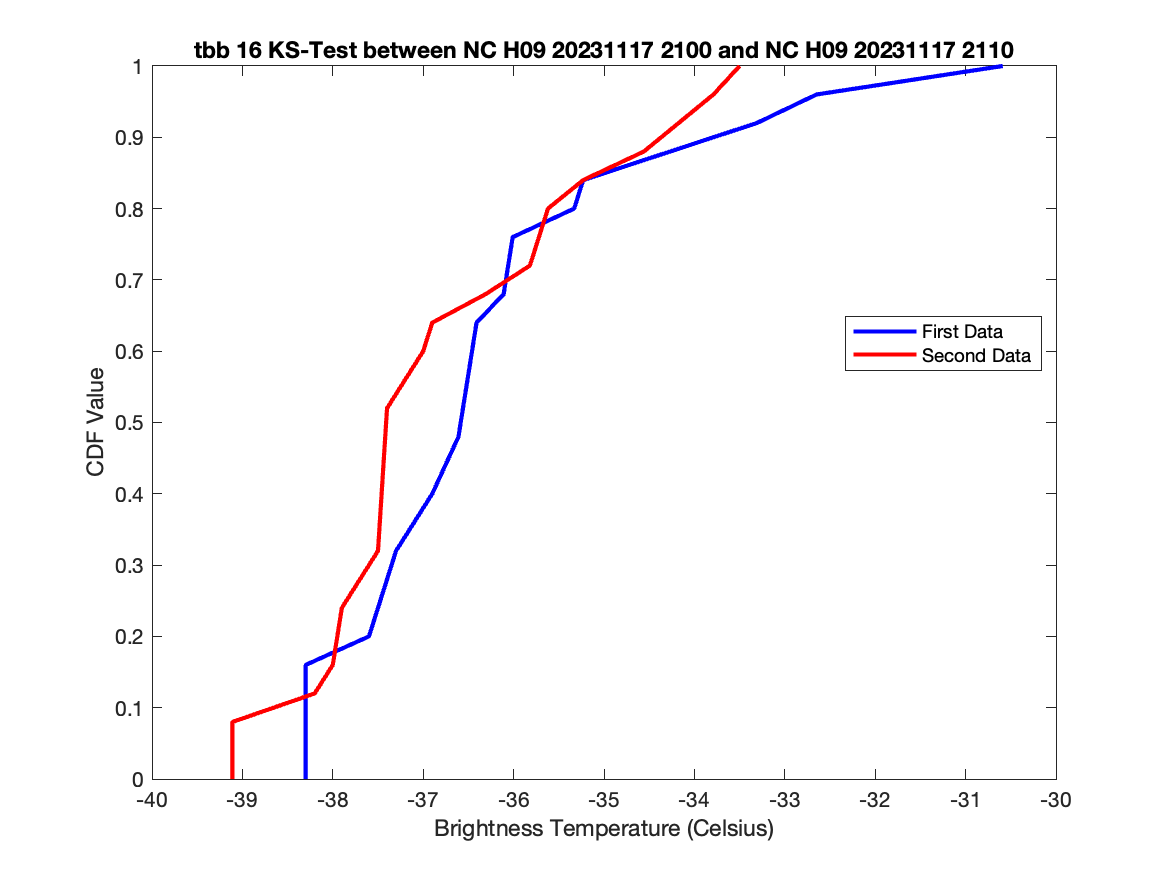 tbb 16 KS-Test between NC H09 20231117 2100 and NC H09 20231117 2110
1
0.9
0.8
0.7
0.6
0.5
0.4
0.3
0.2
0.1
0
CDF Value
First Data
Second Data
-40 -39 -38 -37 -36 -35 -34 -33 -32 -31 -30
Brightness Temperature (Celsius)